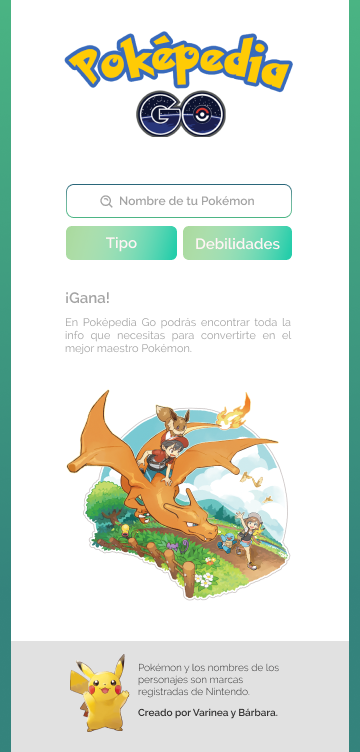 Poképedia
GO
Nombre de tu Pokémon
Tipo
Debilidades
¡Gana!
En Poképedia Go podrás encontrar toda la
info que necesitas para convertirte en el
mejor maestro Pokémon.
Pokémon y los nombres de los
personajes son marcas
registradas de Nintendo.
Creado por Varinea y Bárbara.